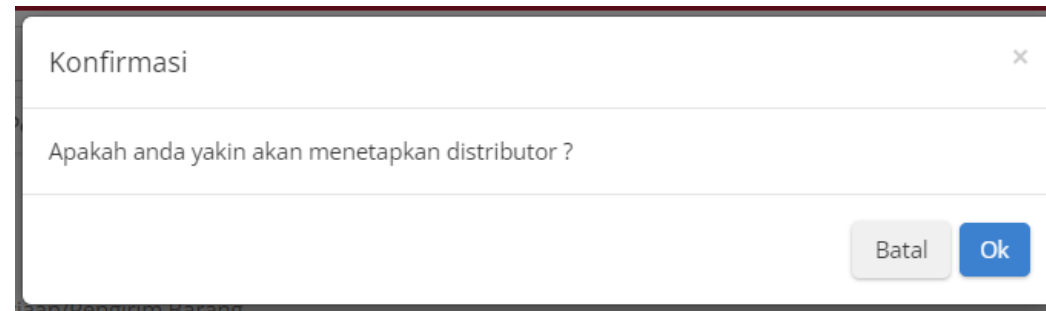 Konfirmasi
×
Apakah anda yakin akan menetapkan distributor ?
Batal
Ok